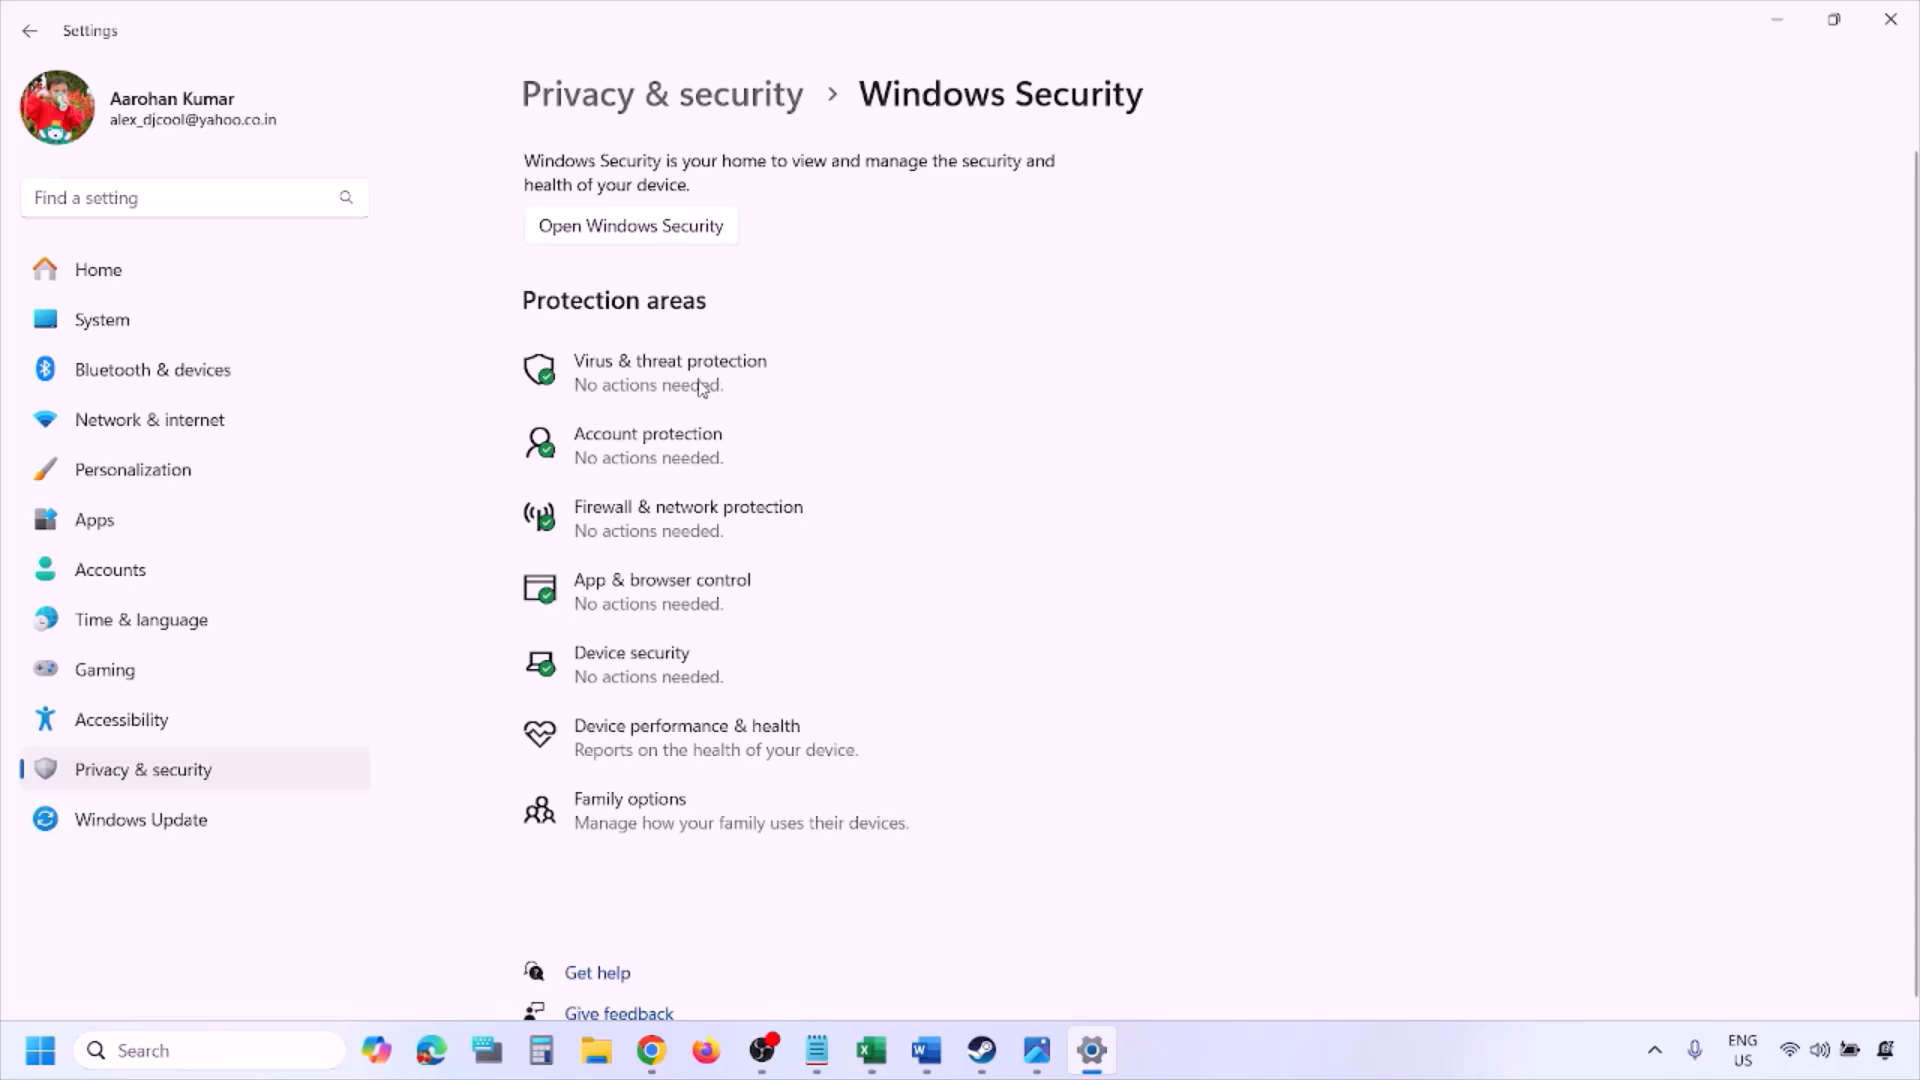 Settings
Aarohan Kumar
alex_djcool@yahoo.co.in
Find a setting
Home
System
Bluetooth & devices
Network & internet
Personalization
Apps
Accounts
Time & language
Gaming
Accessibility
Privacy & security
Windows Update
Privacy & security > Windows Security
Windows Security is your home to view and manage the security and
health of your device.
Open Windows Security
Protection areas
Virus & threat protection
No actions needed.
Account protection
No actions needed.
Firewall & network protection
No actions needed.
App & browser control
No actions needed.
Device security
No actions needed.
Device performance & health
Reports on the health of your device.
Family options
Manage how your family uses their devices.
Get help
Give feedback
Search
ENG
US